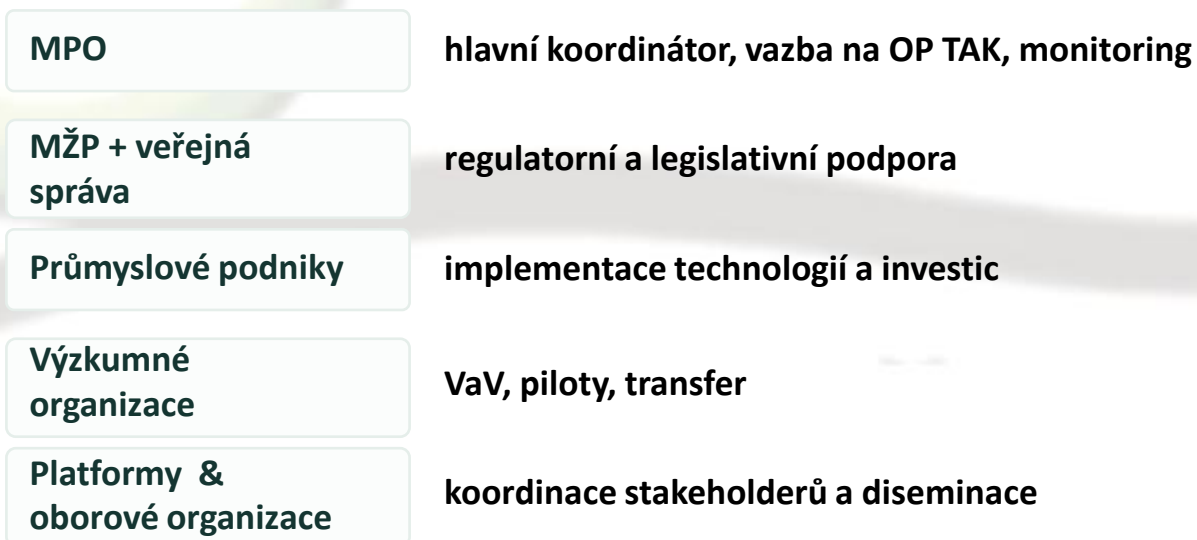 MPO
hlavní koordinátor, vazba na OP TAK, monitoring
MŽP + veřejná
správa
regulatorní a legislativní podpora
Průmyslové podniky
implementace technologií a investic
Výzkumné
organizace
VaV, piloty, transfer
Platformy &
oborové organizace
koordinace stakeholderů a diseminace